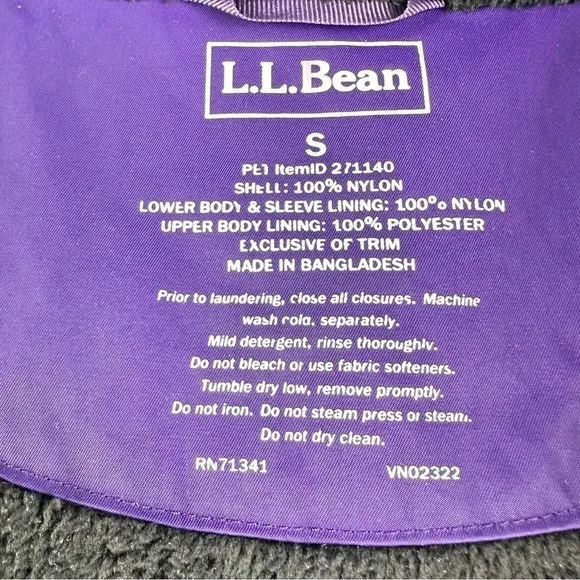 L.L.Bean
S
PET ItemID 271140
SHELL: 100% NYLON
LOWER BODY & SLEEVE LINING: 100% NYLON
UPPER BODY LINING: 100% POLYESTER
EXCLUSIVE OF TRIM
MADE IN BANGLADESH
Prior to laundering, close all closures. Machine
wash cold, separately.
Mild detergent, rinse thoroughly.
Do not bleach or use fabric softeners.
Tumble dry low, remove promptly.
Do not iron. Do not steam press or steam.
Do not dry clean.
RN71341 VN02322